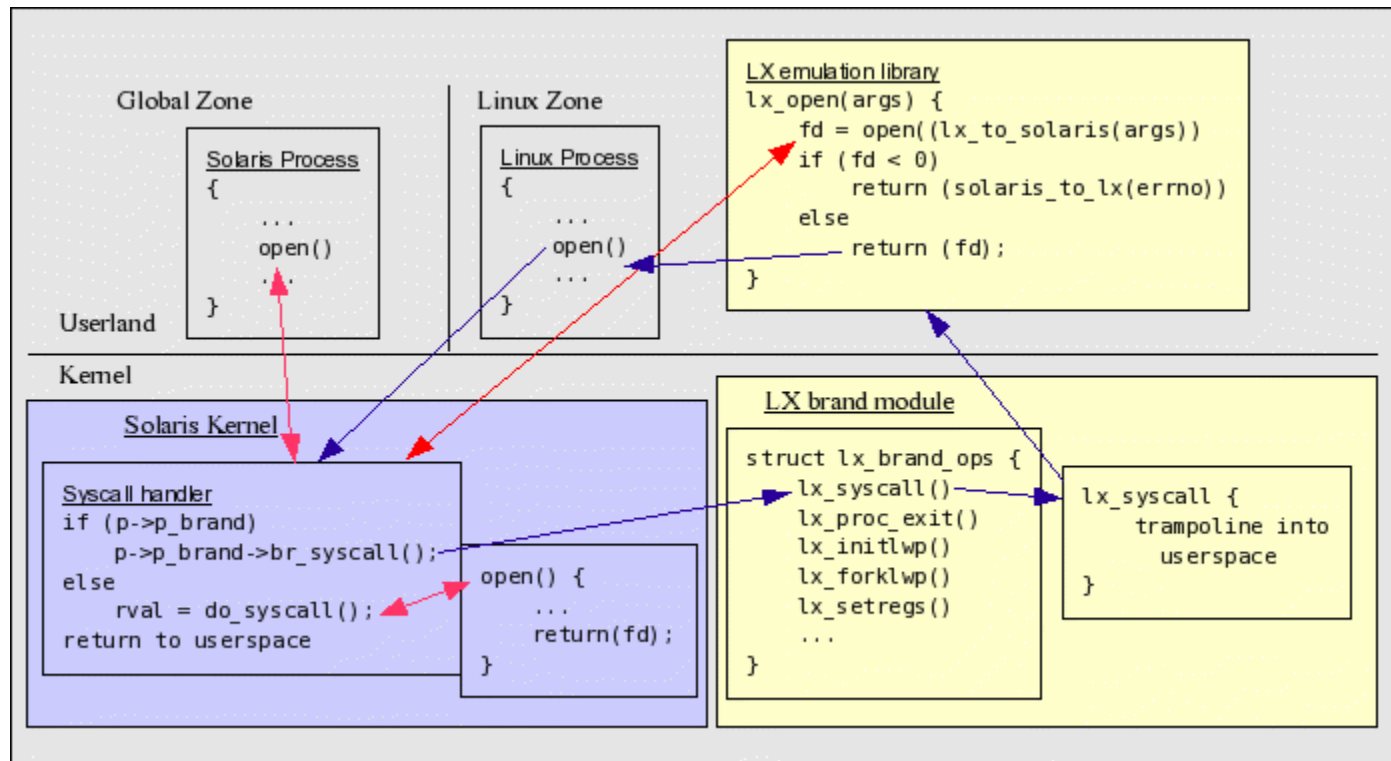 Global Zone
Solaris Process
{
...
open()
...
}
Userland
Linux Zone
Linux Process
{
...
open()
...
}
LX emulation library
lx_open(args) {
fd = open((lx_to_solaris(args))
if (fd < 0)
return (solaris_to_lx(errno))
else
return (fd);
}
Kernel
Solaris Kernel
Syscall handler
if (p->p_brand)
p->p_brand->br_syscall();
else
rval = do_syscall();
return to userspace
open() {
...
return(fd);
}
LX brand module
struct lx_brand_ops {
lx_syscall()
lx_proc_exit()
lx_initlwp()
lx_forklwp()
lx_setregs()
...
}
lx_syscall {
trampoline into
userspace
}